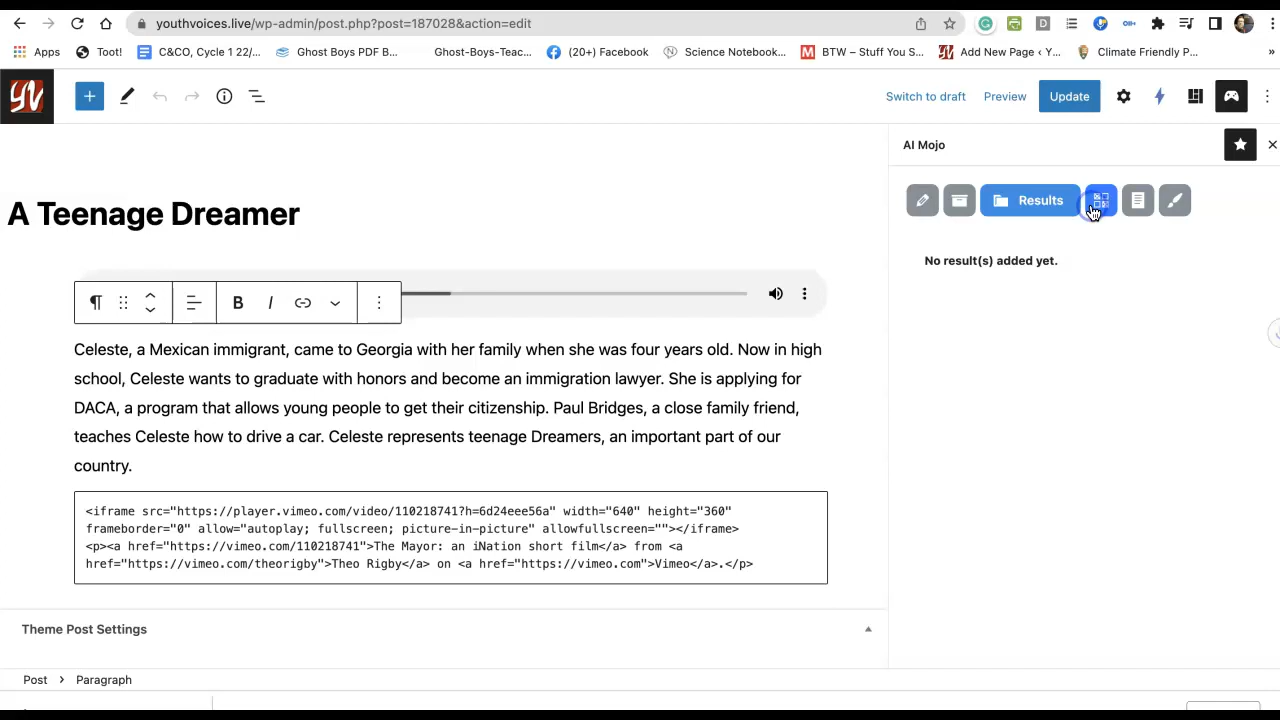 youthvoices.live/wp-admin/post.php?post=187028&action=edit
Apps Toot! C&CO, Cycle 1 22/... Ghost Boys PDF B... Ghost-Boys-Teac... (20+) Facebook Science Notebook... BTW – Stuff You S... Add New Page ‹ Y... Climate Friendly P... »
YV Switch to draft Preview Update
AI Mojo
Results
No result(s) added yet.
A Teenage Dreamer
B I
Celeste, a Mexican immigrant, came to Georgia with her family when she was four years old. Now in high
school, Celeste wants to graduate with honors and become an immigration lawyer. She is applying for
DACA, a program that allows young people to get their citizenship. Paul Bridges, a close family friend,
teaches Celeste how to drive a car. Celeste represents teenage Dreamers, an important part of our
country.
<iframe src="https://player.vimeo.com/video/110218741?h=6d24eee56a" width="640" height="360"
frameborder="0" allow="autoplay; fullscreen; picture-in-picture" allowfullscreen=""></iframe>
<p><a href="https://vimeo.com/110218741">The Mayor: an iNation short film</a> from <a
href="https://vimeo.com/theorigby">Theo Rigby</a> on <a href="https://vimeo.com">Vimeo</a>.</p>
Theme Post Settings
Post › Paragraph